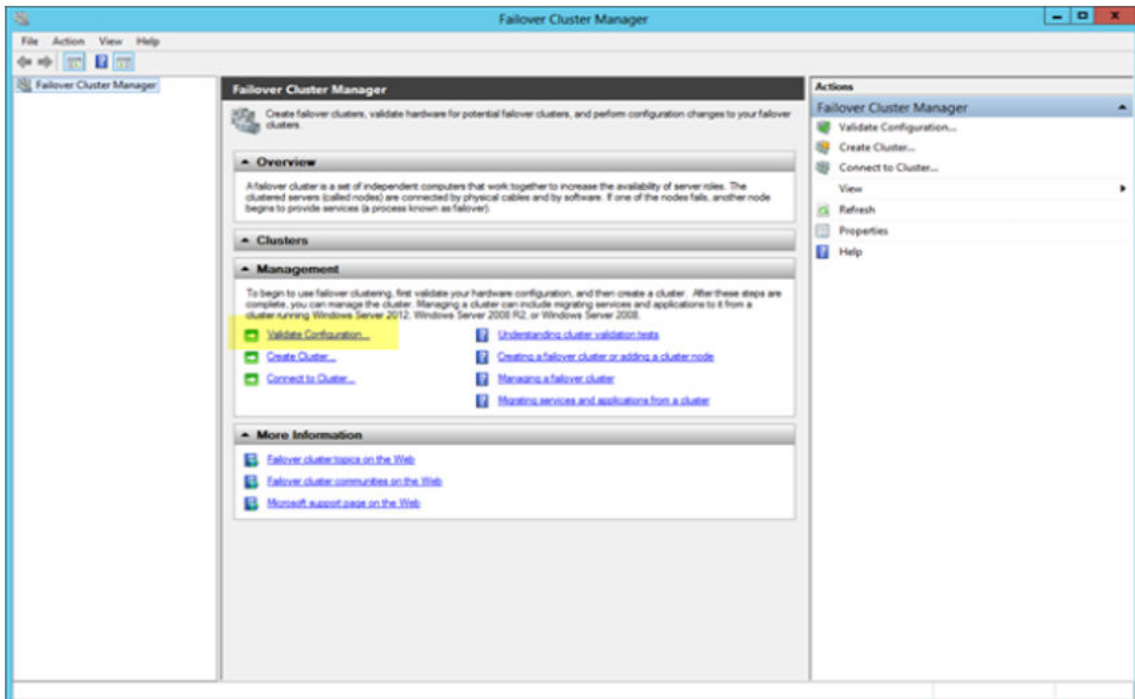 Failover Cluster Manager
File Action View Help
Failover Cluster Manager
Failover Cluster Manager
Create failover clusters, validate hardware for potential failover clusters, and perform configuration changes to your failover
clusters.
Overview
A failover cluster is a set of independent computers that work together to increase the availability of server roles. The
clustered servers (called nodes) are connected by physical cables and by software. If one of the nodes fails, another node
begins to provide services (a process known as failover).
Clusters
Management
To begin to use failover clustering, first validate your hardware configuration, and then create a cluster. After these steps are
complete, you can manage the cluster. Managing a cluster can include migrating services and applications to it from a
cluster running Windows Server 2012, Windows Server 2008 R2, or Windows Server 2008.
Validate Configuration...
Understanding cluster validation tests
Create Cluster...
Creating a failover cluster or adding a cluster node
Connect to Cluster...
Managing a failover cluster
Migrating services and applications from a cluster
More Information
Failover cluster topics on the Web
Failover cluster communities on the Web
Microsoft support page on the Web
Actions
Failover Cluster Manager
Validate Configuration...
Create Cluster...
Connect to Cluster...
View
Refresh
Properties
Help